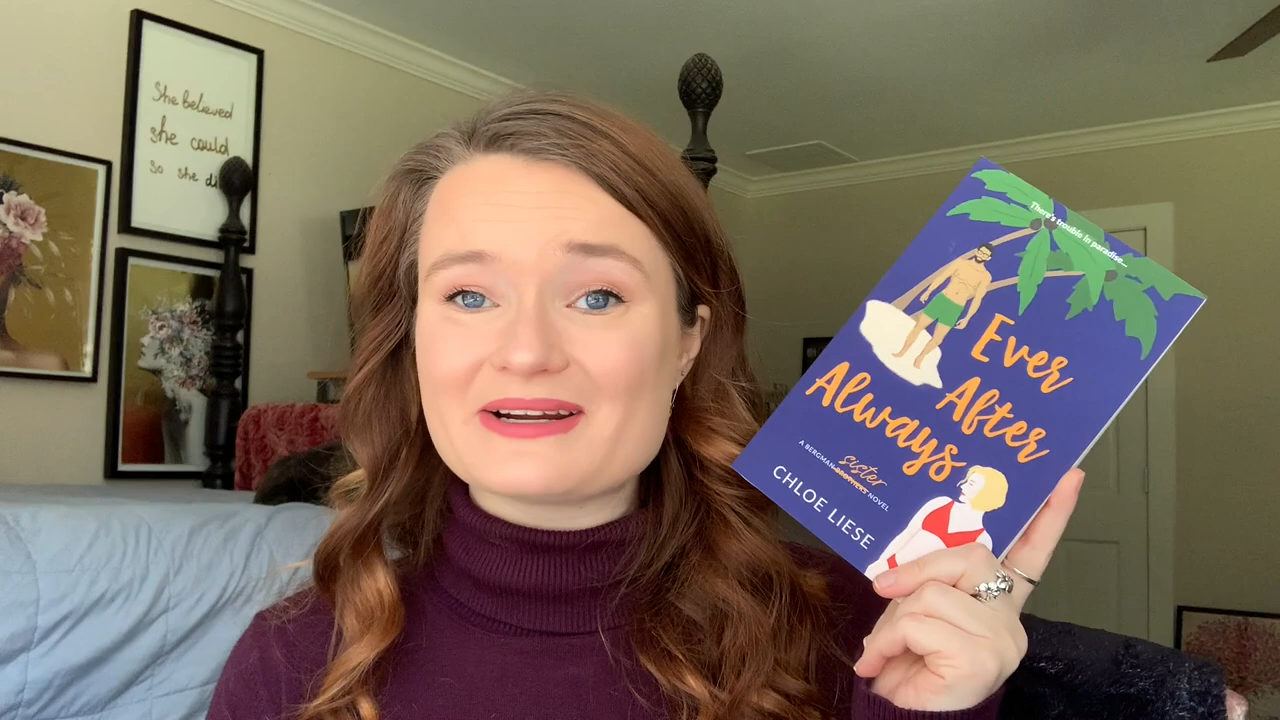 She believed
she could
so she di
There's trouble in paradise...
Ever
After
Always
A BERGMAN BROTHERS sister NOVEL
CHLOE LIESE